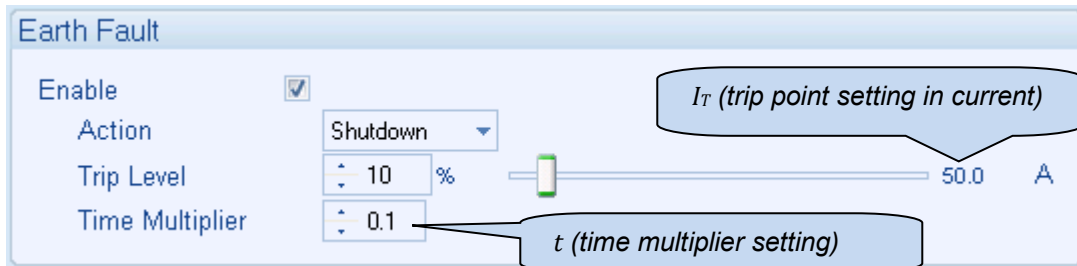 Earth Fault
Enable
I_T (trip point setting in current)
Action Shutdown
Trip Level 10 % 50.0 A
Time Multiplier 0.1
t (time multiplier setting)